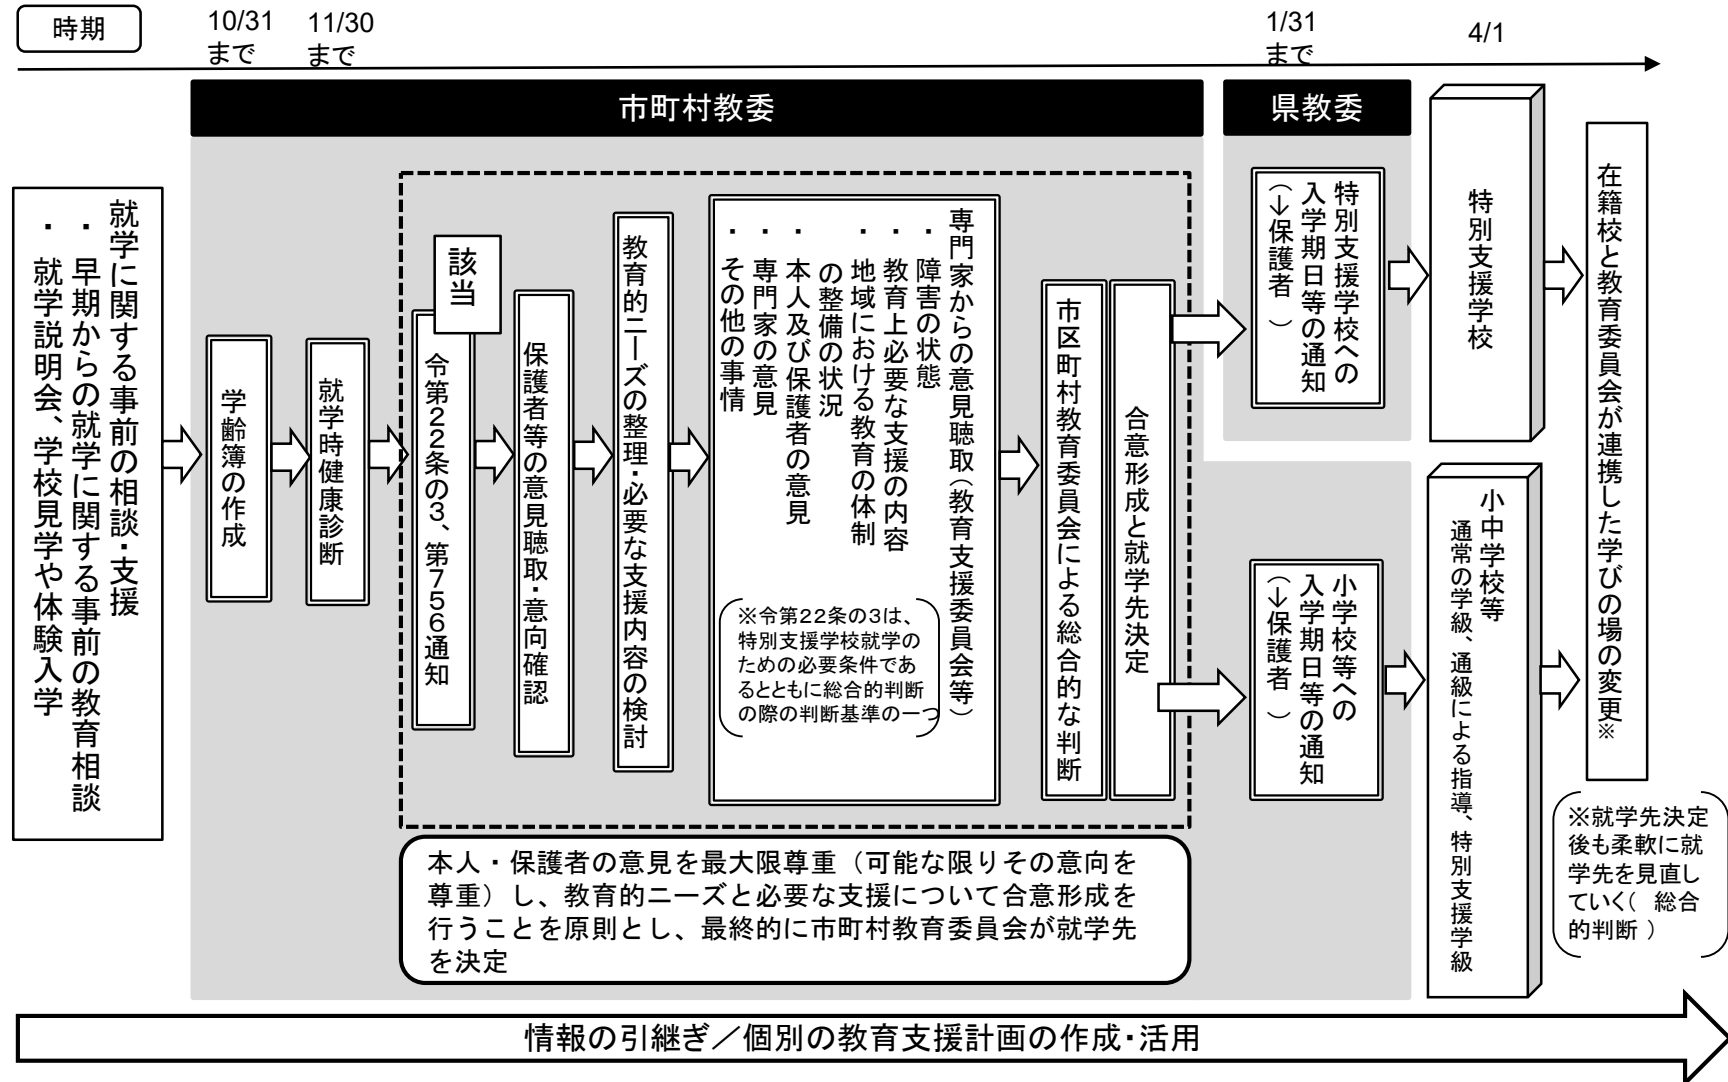 時期
10/31
まで
11/30
まで
1/31
まで
4/1
市町村教委
県教委
就学に関する事前の相談・支援
・早期からの就学に関する事前の教育相談
・就学説明会、学校見学や体験入学
学齢簿の作成
就学時健康診断
該当
令第22条の3、第756通知
保護者等の意見聴取・意向確認
教育的ニーズの整理・必要な支援内容の検討
専門家からの意見聴取(教育支援委員会等)
・障害の状態
・教育上必要な支援の内容
・地域における教育の体制
の整備の状況
・本人及び保護者の意見
・専門家の意見
・その他の事情
※令第22条の3は、
特別支援学校就学の
ための必要条件であ
るとともに総合的判断
の際の判断基準の一つ
市区町村教育委員会による総合的な判断
合意形成と就学先決定
特別支援学校への
入学期日等の通知
(→保護者)
小学校等への
入学期日等の通知
(→保護者)
特別支援学校
小中学校等
通常の学級、通級による指導、特別支援学級
在籍校と教育委員会が連携した学びの場の変更※
※就学先決定
後も柔軟に就
学先を見直し
ていく( 総合
的判断 )
本人・保護者の意見を最大限尊重(可能な限りその意向を
尊重)し、教育的ニーズと必要な支援について合意形成を
行うことを原則とし、最終的に市町村教育委員会が就学先
を決定
情報の引継ぎ/個別の教育支援計画の作成・活用